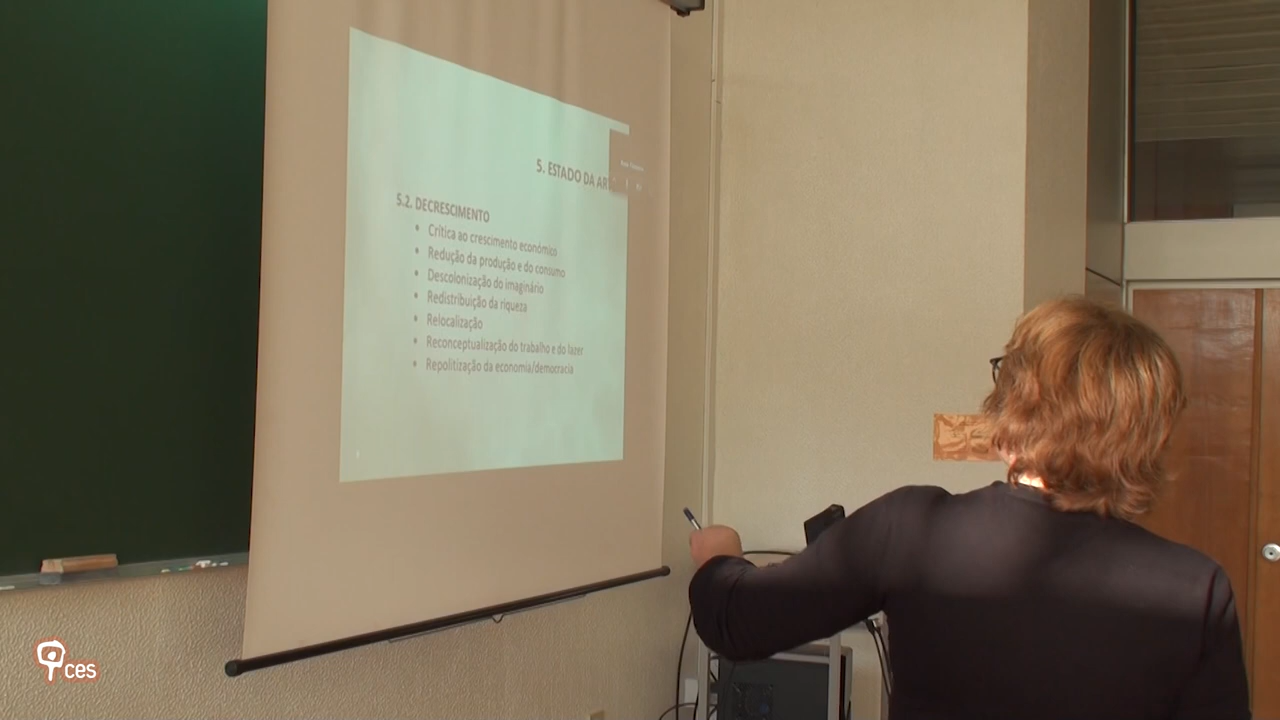 5. ESTADO DA AR
5.2. DECRESCIMENTO
• Crítica ao crescimento económico
• Redução da produção e do consumo
• Descolonização do imaginário
• Redistribuição da riqueza
• Relocalização
• Reconceptualização do trabalho e do lazer
• Repolitização da economia/democracia
ces